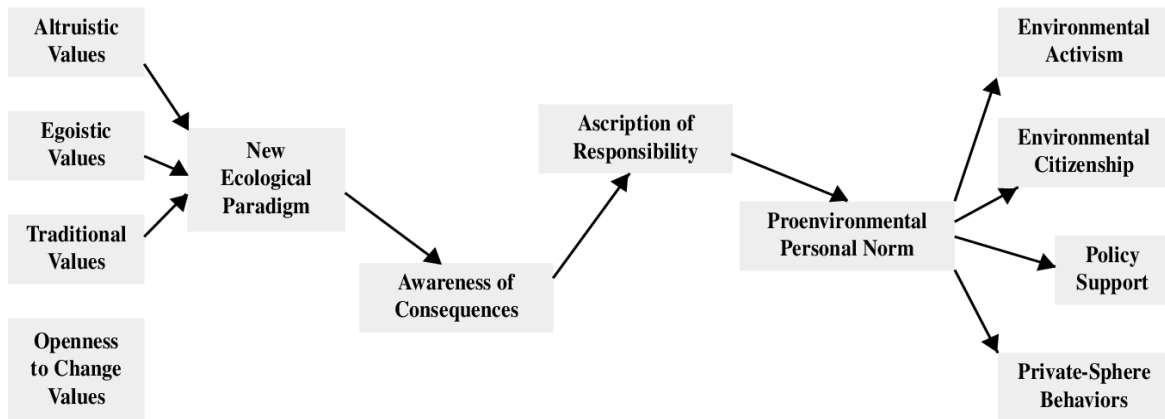 Altruistic
Values
Egoistic
Values
Traditional
Values
Openness
to Change
Values
New
Ecological
Paradigm
Awareness of
Consequences
Ascription of
Responsibility
Proenvironmental
Personal Norm
Environmental
Activism
Environmental
Citizenship
Policy
Support
Private-Sphere
Behaviors